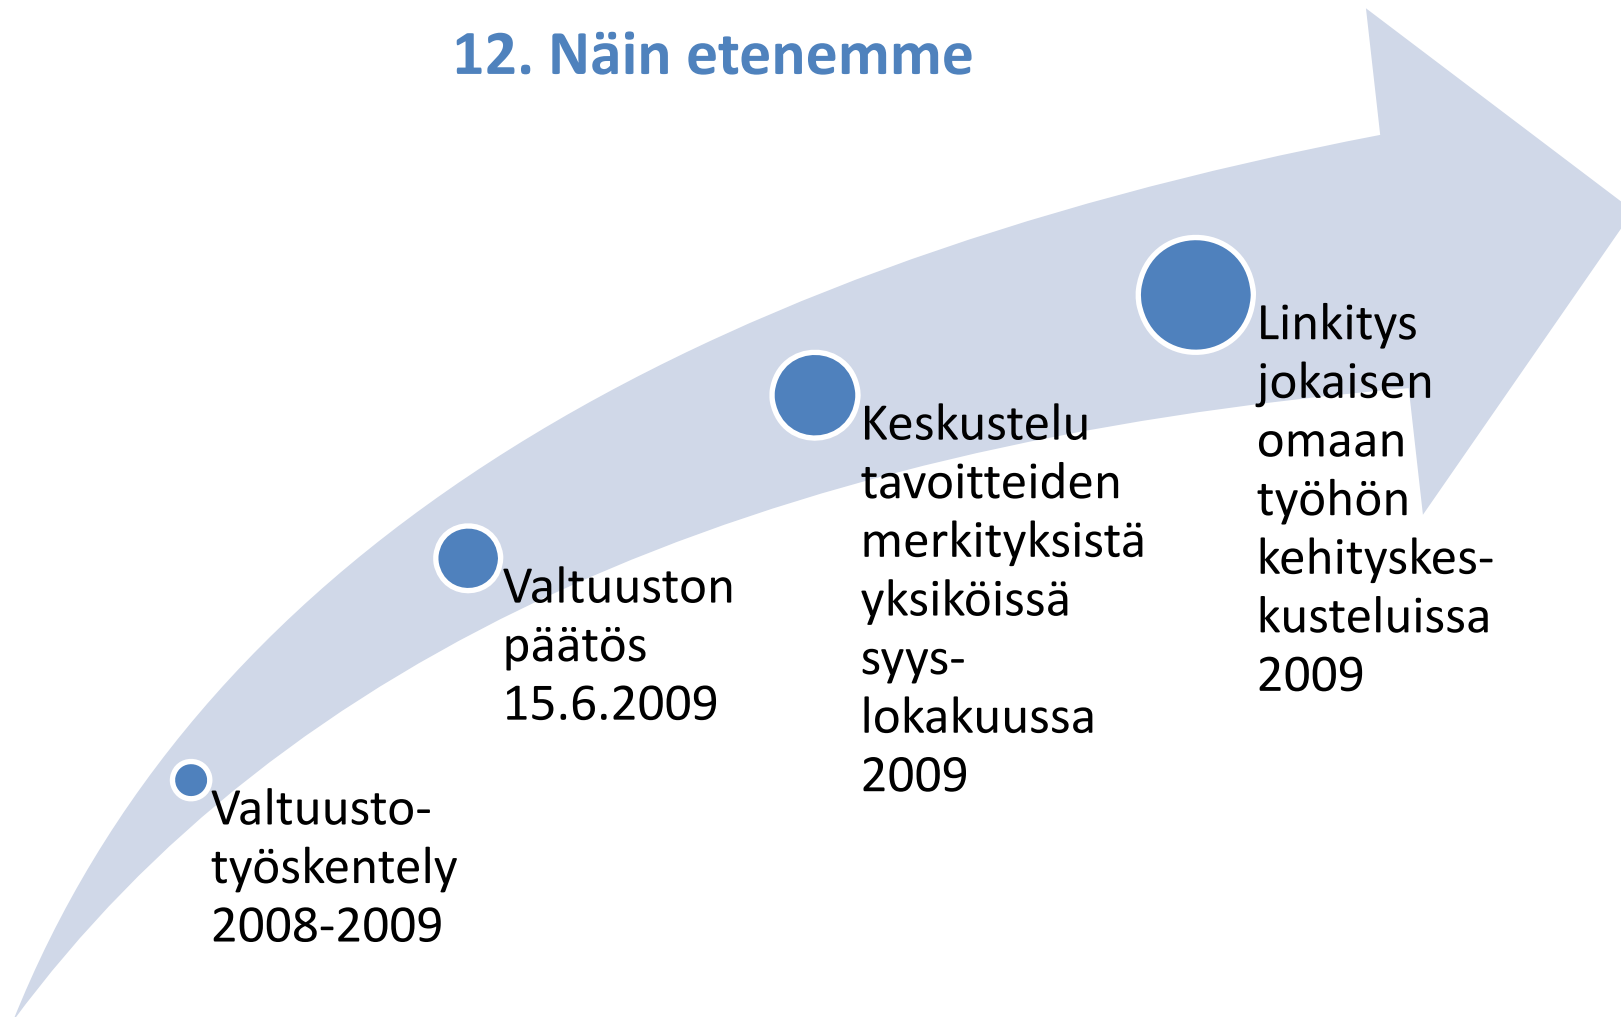 12. Näin etenemme
Valtuusto-
työskentely
2008-2009
Valtuuston
päätös
15.6.2009
Keskustelu
tavoitteiden
merkityksistä
yksiköissä
syys-
lokakuussa
2009
Linkitys
jokaisen
omaan
työhön
kehityskes-
kusteluissa
2009